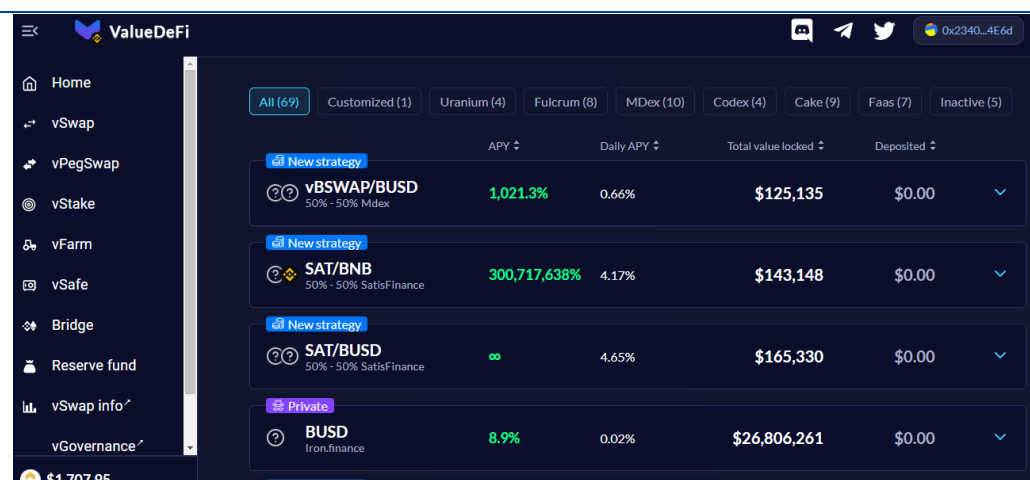 ValueDeFi
0x2340...4E6d
Home
vSwap
vPegSwap
vStake
vFarm
vSafe
Bridge
Reserve fund
vSwap info
vGovernance
$1,707.95
All (69)
Customized (1)
Uranium (4)
Fulcrum (8)
MDex (10)
Codex (4)
Cake (9)
Faas (7)
Inactive (5)
APY
Daily APY
Total value locked
Deposited
New strategy
vBSWAP/BUSD
50% - 50% Mdex
1,021.3%
0.66%
$125,135
$0.00
New strategy
SAT/BNB
50% - 50% SatisFinance
300,717,638%
4.17%
$143,148
$0.00
New strategy
SAT/BUSD
50% - 50% SatisFinance
∞
4.65%
$165,330
$0.00
Private
BUSD
Iron.finance
8.9%
0.02%
$26,806,261
$0.00